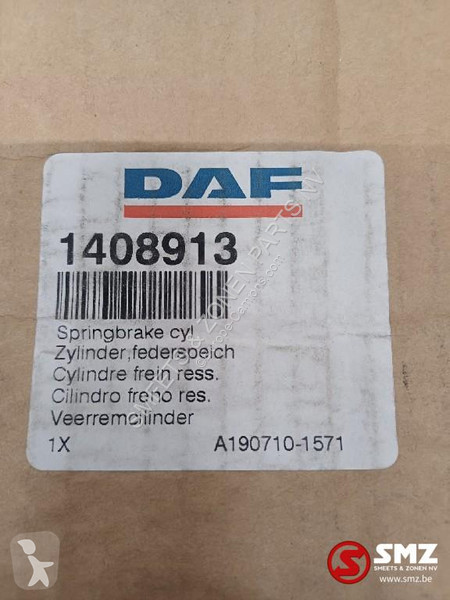 DAF
1408913
Springbrake cyl
Zylinder,federspeich
Cylindre frein ress.
Cilindro freno res.
Veerremcilinder
1X A190710-1571
SMZ
SMEETS & ZONEN NV
www.smz.be